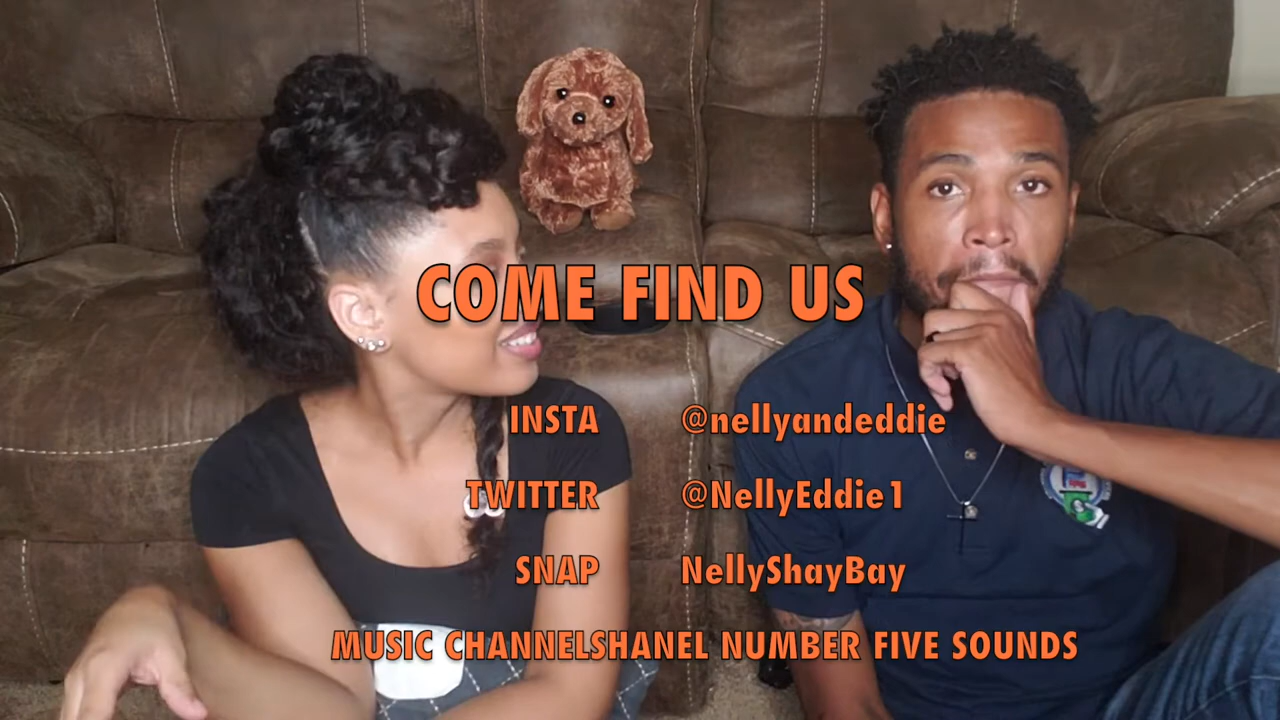 COME FIND US
INSTA @nellyandeddie
TWITTER @NellyEddie1
SNAP NellyShayBay
MUSIC CHANNELSHANEL NUMBER FIVE SOUNDS